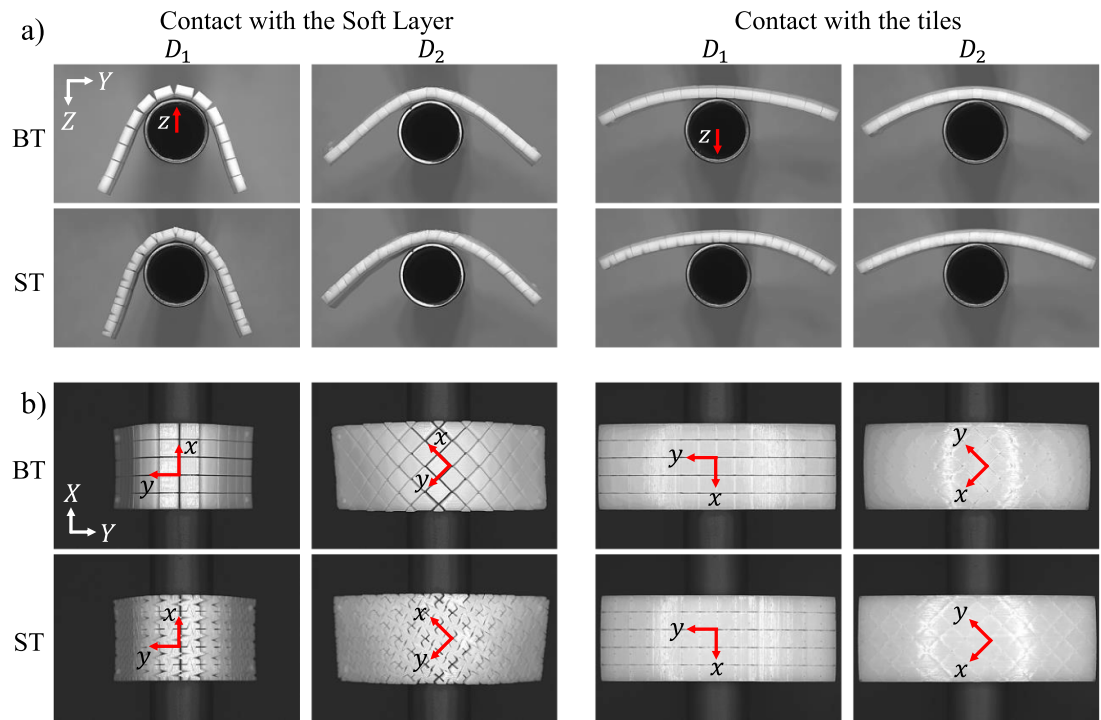 a)
Contact with the Soft Layer
Contact with the tiles
D₁
D₂
D₁
D₂
BT
Y
Z
z
z
ST
b)
BT
x
y
X
Y
x
y
y
x
y
x
ST
x
y
x
y
y
x
y
x